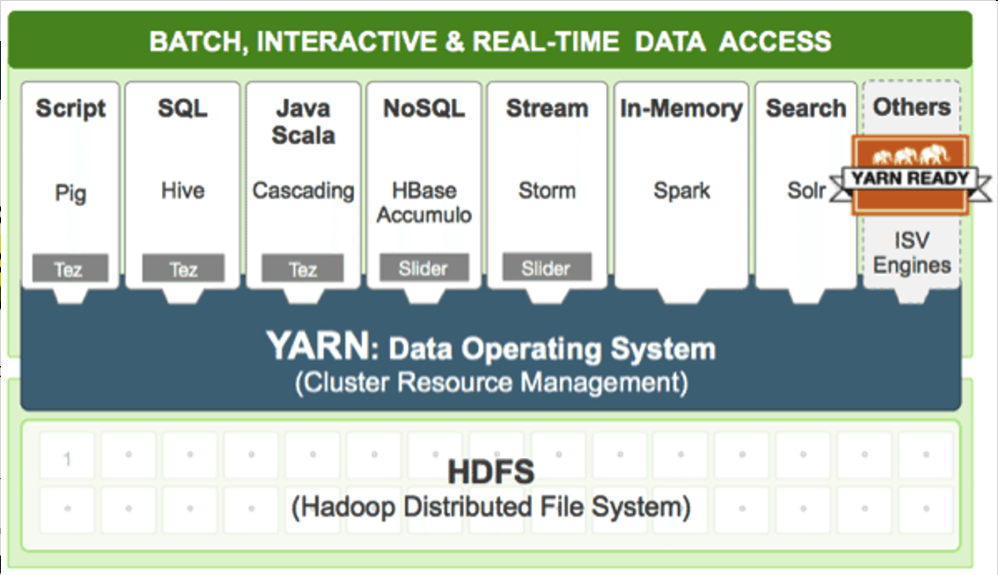 BATCH, INTERACTIVE & REAL-TIME DATA ACCESS
Script
Pig
Tez
SQL
Hive
Tez
Java
Scala
Cascading
Tez
NoSQL
HBase
Accumulo
Slider
Stream
Storm
Slider
In-Memory
Spark
Search
Solr
Others
YARN READY
ISV
Engines
YARN: Data Operating System
(Cluster Resource Management)
1
HDFS
(Hadoop Distributed File System)